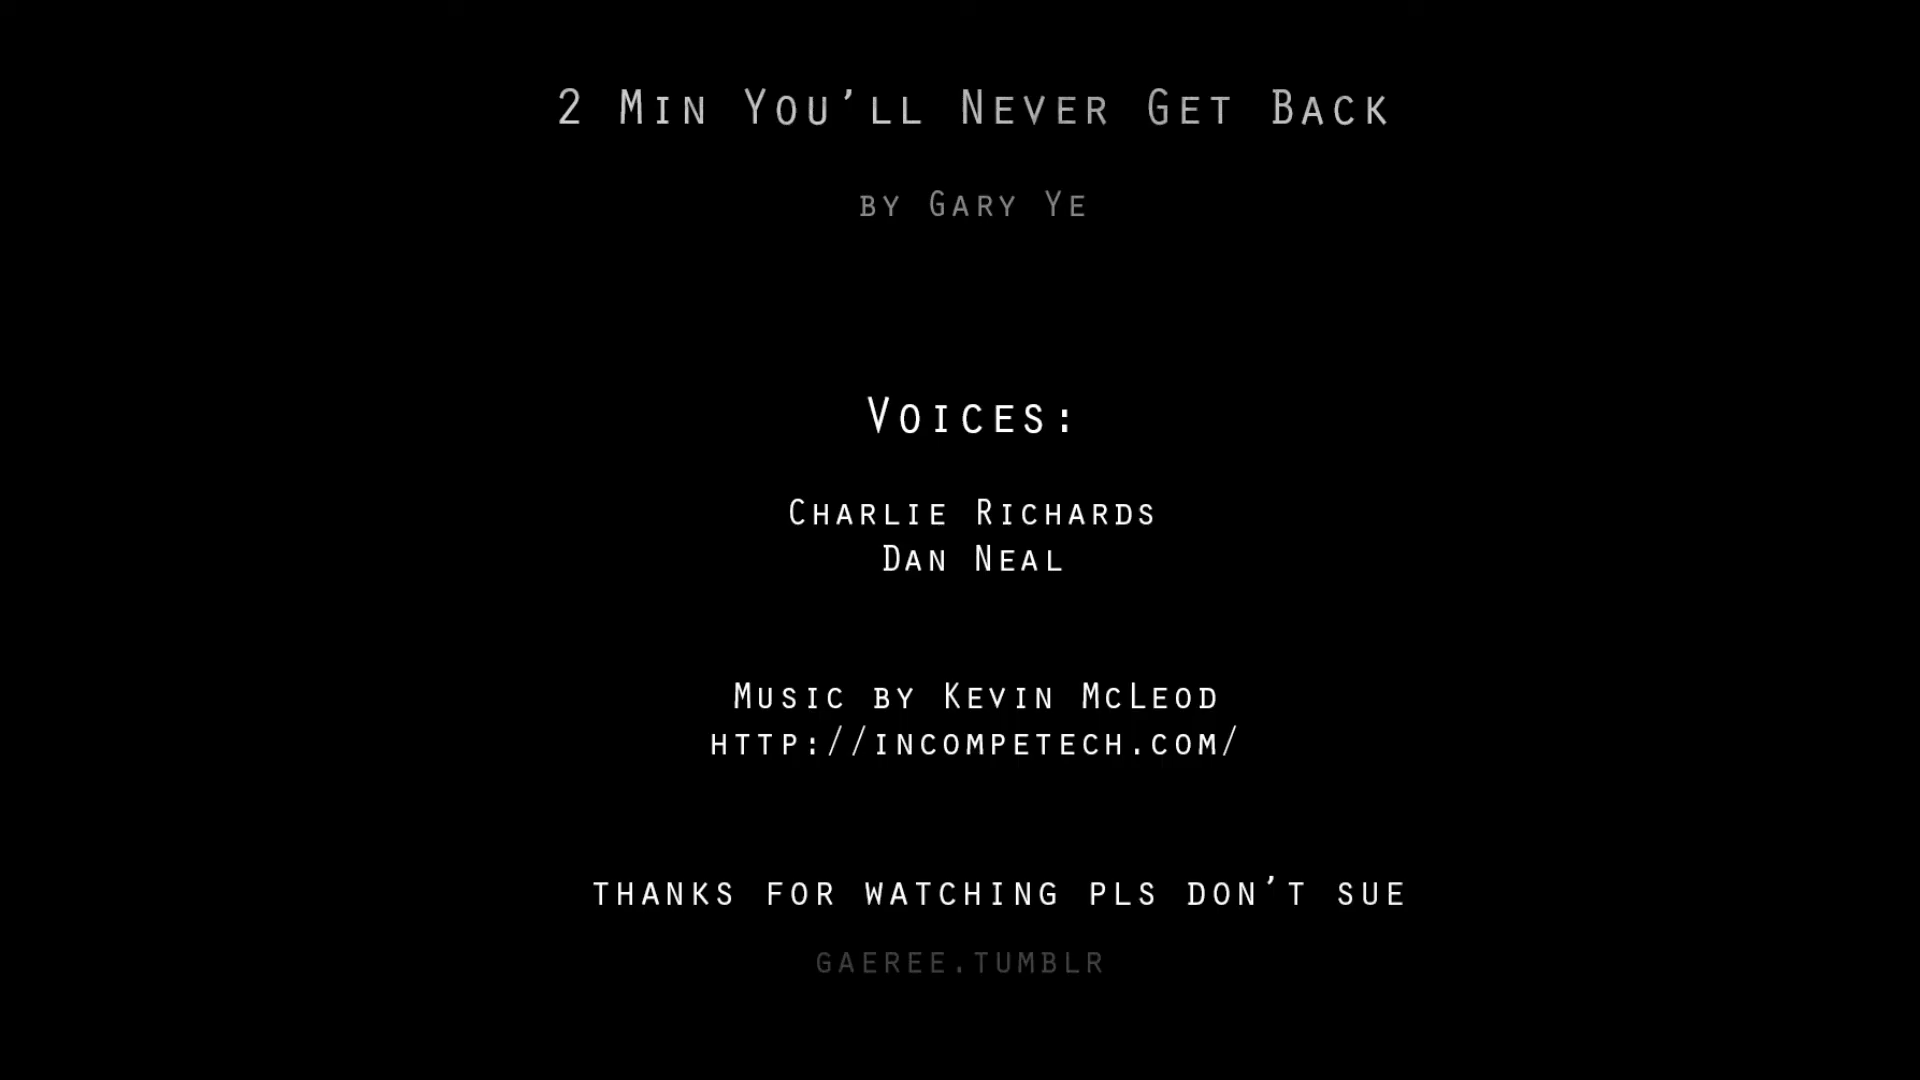 2 Min You’ll Never Get Back
by Gary Ye
Voices:
Charlie Richards
Dan Neal
Music by Kevin McLeod
http://incompetech.com/
thanks for watching pls don’t sue
gaeree.tumblr